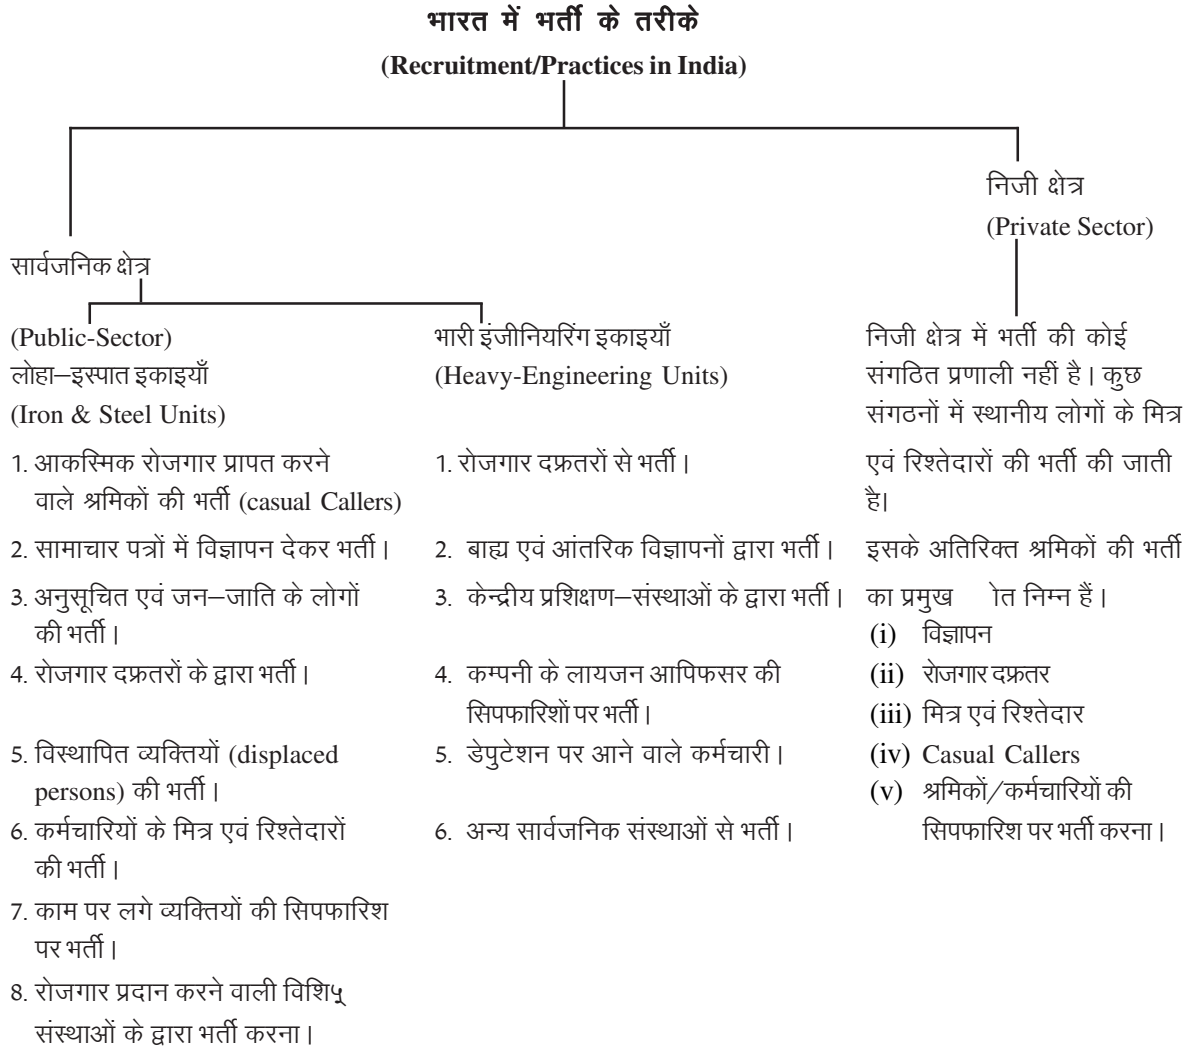 भारत में भर्ती के तरीके
(Recruitment/Practices in India)
सार्वजनिक क्षेत्र
(Public-Sector)
लोहा–इस्पात इकाइयाँ
(Iron & Steel Units)
1. आकस्मिक रोजगार प्रापत करने
वाले श्रमिकों की भर्ती (casual Callers)
2. सामाचार पत्रों में विज्ञापन देकर भर्ती।
3. अनुसूचित एवं जन–जाति के लोगों
की भर्ती।
4. रोजगार दफ्रतरों के द्वारा भर्ती।
5. विस्थापित व्यक्तियों (displaced
persons) की भर्ती।
6. कर्मचारियों के मित्र एवं रिश्तेदारों
की भर्ती।
7. काम पर लगे व्यक्तियों की सिपफारिश
पर भर्ती।
8. रोजगार प्रदान करने वाली
संस्थाओं के द्वारा भर्ती करना।
भारी इंजीनियरिंग इकाइयाँ
(Heavy-Engineering Units)
1. रोजगार दफ्रतरों से भर्ती।
2. बाह्य एवं आंतरिक विज्ञापनों द्वारा भर्ती।
3. केन्द्रीय प्रशिक्षण–संस्थाओं के द्वारा भर्ती।
4. कम्पनी के लायजन आपिफसर की
सिपफारिशों पर भर्ती।
5. डेपुटेशन पर आने वाले कर्मचारी।
6. अन्य सार्वजनिक संस्थाओं से भर्ती।
निजी क्षेत्र
(Private Sector)
निजी क्षेत्र में भर्ती की कोई
संगठित प्रणाली नहीं है। कुछ
संगठनों में स्थानीय लोगों के मित्र
एवं रिश्तेदारों की भर्ती की जाती
है।
इसके अतिरिक्त श्रमिकों की भर्ती
का प्रमुख ोत निम्न हैं।
(i) विज्ञापन
(ii) रोजगार दफ्रतर
(iii) मित्र एवं रिश्तेदार
(iv) Casual Callers
(v) श्रमिकों/कर्मचारियों की
सिपफारिश पर भर्ती करना।